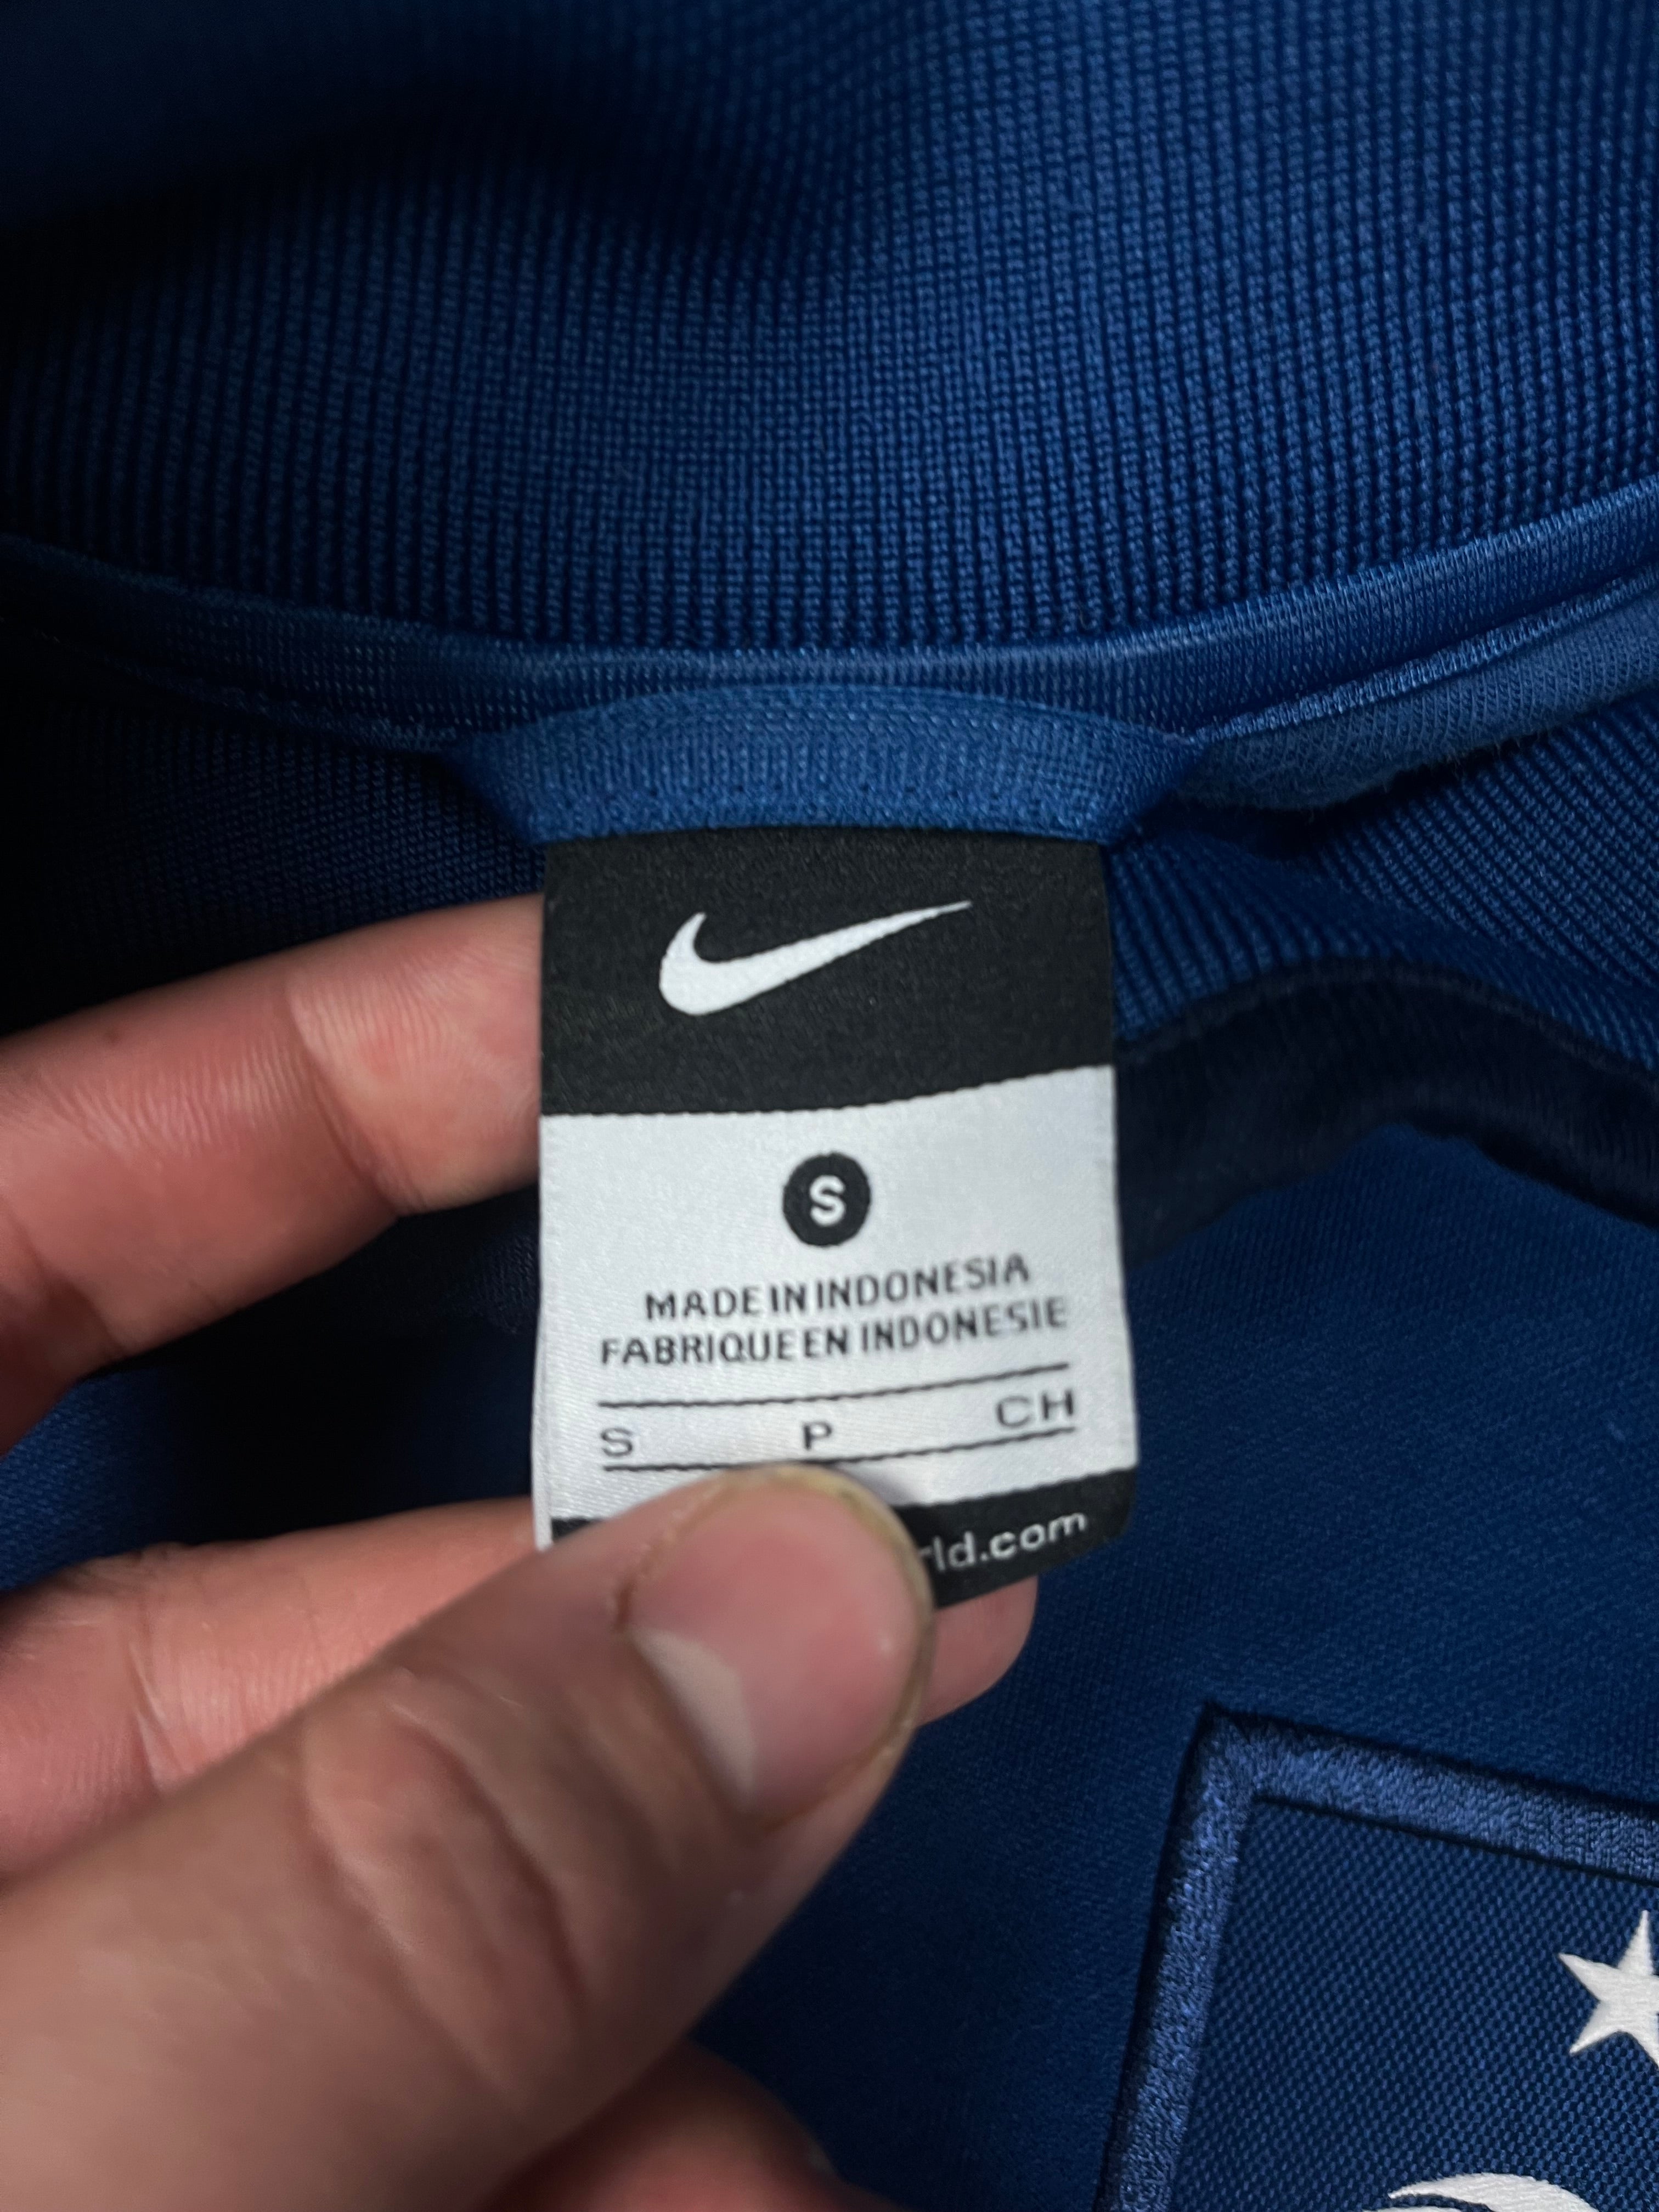 S
MADE IN INDONESIA
FABRIQUE EN INDONESIE
S P CH